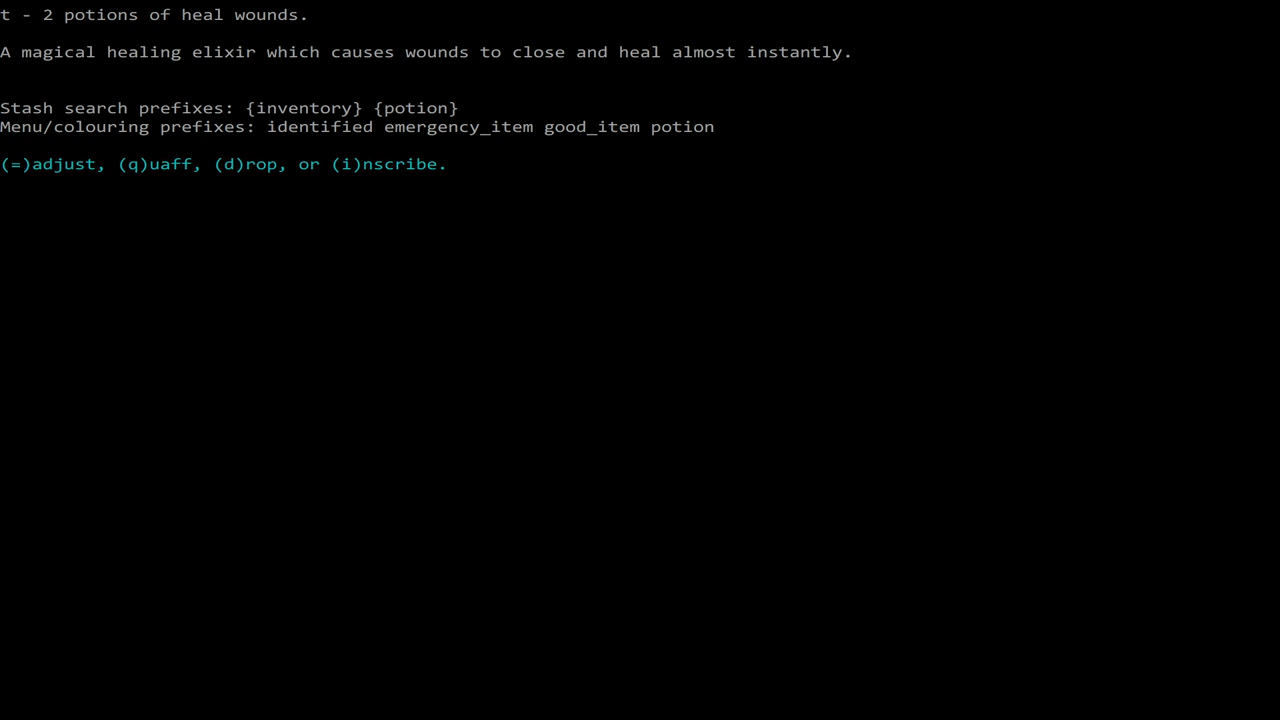 t - 2 potions of heal wounds.
A magical healing elixir which causes wounds to close and heal almost instantly.
Stash search prefixes: {inventory} {potion}
Menu/colouring prefixes: identified emergency_item good_item potion
(=)adjust, (q)uaff, (d)rop, or (i)nscribe.